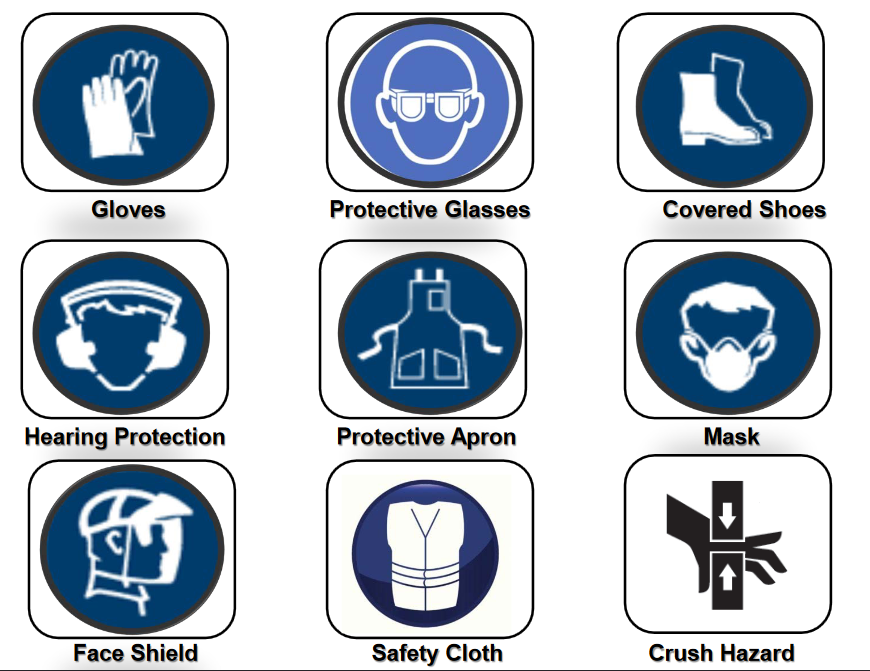 Gloves
Protective Glasses
Covered Shoes
Hearing Protection
Protective Apron
Mask
Face Shield
Safety Cloth
Crush Hazard